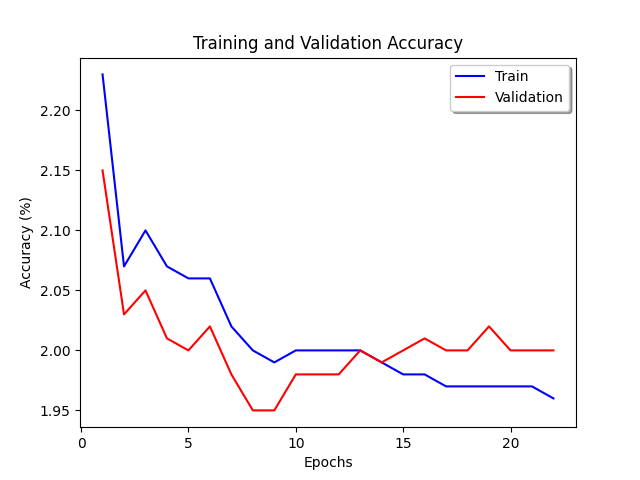 Training and Validation Accuracy
Train
Validation
Accuracy (%)
2.20
2.15
2.10
2.05
2.00
1.95
0
5
10
15
20
Epochs